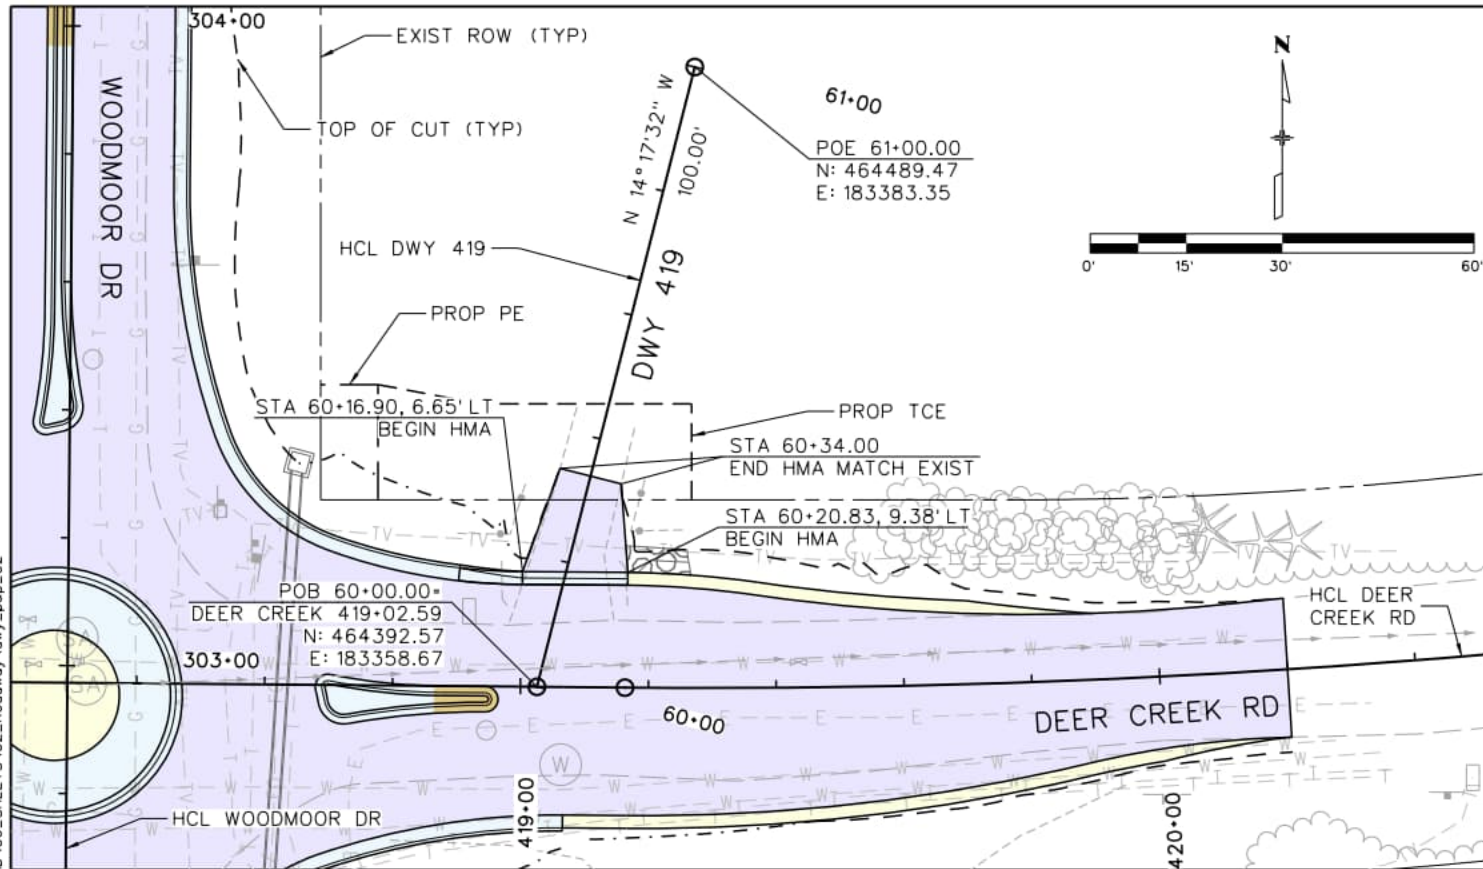 304+00
EXIST ROW (TYP)
TOP OF CUT (TYP)
WOODMOOR DR
N 14°17'32" W
100.00'
61+00
POE 61+00.00
N: 464489.47
E: 183383.35
N
0' 15' 30' 60'
HCL DWY 419
DWY 419
PROP PE
STA 60+16.90, 6.65' LT
BEGIN HMA
PROP TCE
STA 60+34.00
END HMA MATCH EXIST
STA 60+20.83, 9.38' LT
BEGIN HMA
POB 60+00.00=
DEER CREEK 419+02.59
N: 464392.57
E: 183358.67
303+00
HCL DEER
CREEK RD
60+00
DEER CREEK RD
SA
SA
W
419+00
420+00
HCL WOODMOOR DR